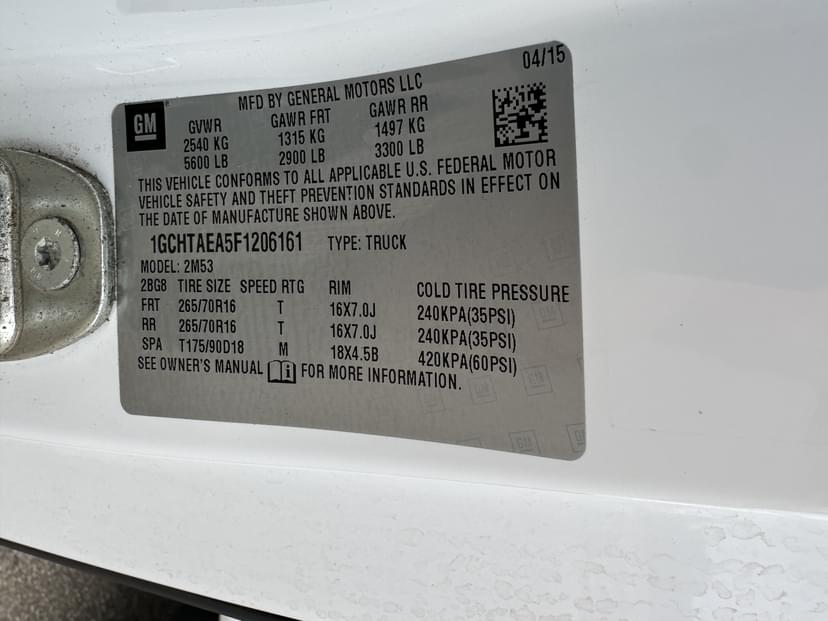 04/15
GM
MFD BY GENERAL MOTORS LLC
GVWR GAWR FRT GAWR RR
2540 KG 1315 KG 1497 KG
5600 LB 2900 LB 3300 LB
THIS VEHICLE CONFORMS TO ALL APPLICABLE U.S. FEDERAL MOTOR
VEHICLE SAFETY AND THEFT PREVENTION STANDARDS IN EFFECT ON
THE DATE OF MANUFACTURE SHOWN ABOVE.
1GCHTAEA5F1206161 TYPE: TRUCK
MODEL: 2M53
2BG8 TIRE SIZE SPEED RTG RIM COLD TIRE PRESSURE
FRT 265/70R16 T 16X7.0J 240KPA(35PSI)
RR 265/70R16 T 16X7.0J 240KPA(35PSI)
SPA T175/90D18 M 18X4.5B 420KPA(60PSI)
SEE OWNER'S MANUAL FOR MORE INFORMATION.